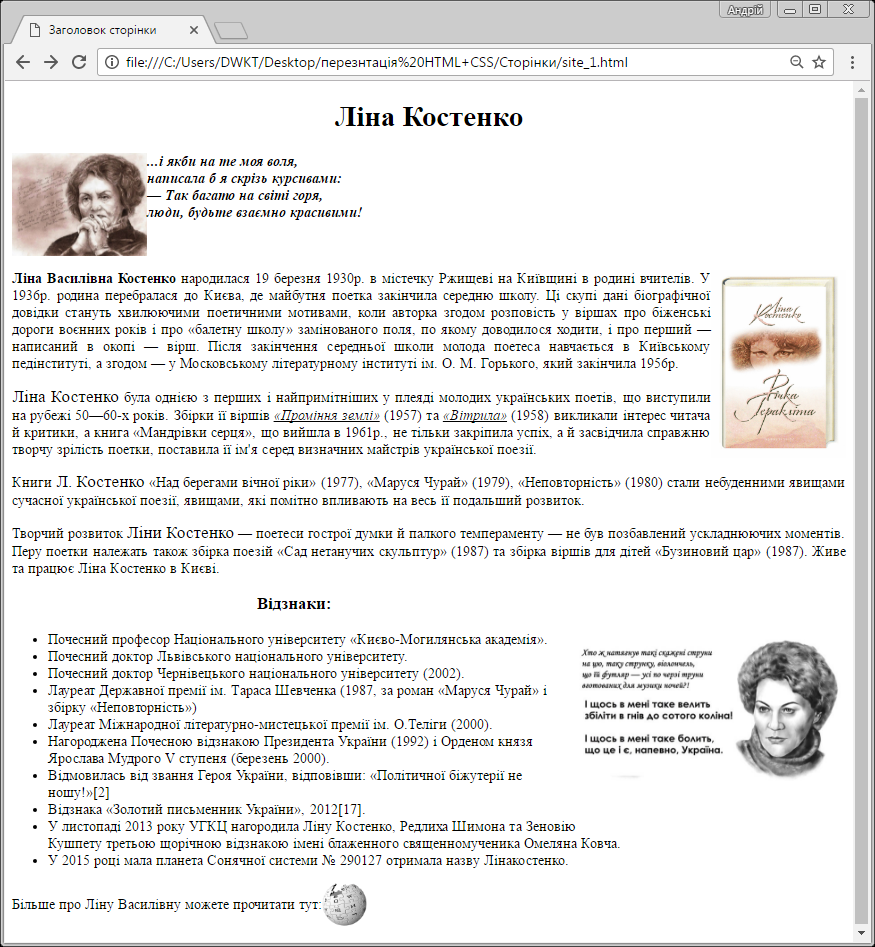 Андрій
Заголовок сторінки
file:///C:/Users/DWKT/Desktop/перезнтація%20HTML+CSS/Сторінки/site_1.html
Ліна Костенко
...і якби на те моя воля,
написала б я скрізь курсивами:
— Так багато на світі горя,
люди, будьте взаємно красивими!
Ліна Василівна Костенко народилася 19 березня 1930р. в містечку Ржищеві на Київщині в родині вчителів. У
1936р. родина перебралася до Києва, де майбутня поетка закінчила середню школу. Ці скупі дані біографічної
довідки стануть хвилюючими поетичними мотивами, коли авторка згодом розповість у віршах про біженські
дороги воєнних років і про «балетну школу» замінованого поля, по якому доводилося ходити, і про перший —
написаний в окопі — вірш. Після закінчення середньої школи молода поетеса навчається в Київському
педінституті, а згодом — у Московському літературному інституті ім. О. М. Горького, який закінчила 1956р.
Ліна
Костенко
Річка
Геракліта
Ліна Костенко була однією з перших і найпримітніших у плеяді молодих українських поетів, що виступили
на рубежі 50—60-х років. Збірки її віршів «Проміння землі» (1957) та «Вітрила» (1958) викликали інтерес читача
й критики, а книга «Мандрівки серця», що вийшла в 1961р., не тільки закріпила успіх, а й засвідчила справжню
творчу зрілість поетки, поставила її ім'я серед визначних майстрів української поезії.
Книги Л. Костенко «Над берегами вічної ріки» (1977), «Маруся Чурай» (1979), «Неповторність» (1980) стали небуденними явищами
сучасної української поезії, явищами, які помітно впливають на весь її подальший розвиток.
Творчий розвиток Ліни Костенко — поетеси гострої думки й палкого темпераменту — не був позбавлений ускладнюючих моментів.
Перу поетки належать також збірка поезій «Сад нетанучих скульптур» (1987) та збірка віршів для дітей «Бузиновий цар» (1987). Живе
та працює Ліна Костенко в Києві.
Відзнаки:
• Почесний професор Національного університету «Києво-Могилянська академія».
• Почесний доктор Львівського національного університету.
• Почесний доктор Чернівецького національного університету (2002).
• Лауреат Державної премії ім. Тараса Шевченка (1987, за роман «Маруся Чурай» і
збірку «Неповторність»)
• Лауреат Міжнародної літературно-мистецької премії ім. О.Теліги (2000).
• Нагороджена Почесною відзнакою Президента України (1992) і Орденом князя
Ярослава Мудрого V ступеня (березень 2000).
• Відмовилась від звання Героя України, відповівши: «Політичної біжутерії не
ношу!»[2]
• Відзнака «Золотий письменник України», 2012[17].
• У листопаді 2013 року УГКЦ нагородила Ліну Костенко, Редлиха Шимона та Зеновію
Кушпету третьою щорічною відзнакою імені блаженного священномученика Омеляна Ковча.
• У 2015 році мала планета Сонячної системи № 290127 отримала назву Лінакостенко.
Хто ж натягнув такі скажені струни
на цю, таку струнку, віолончель,
що її футляр — усі по черзі труни
вготованих для музики ночей?!
І щось в мені таке велить
збіліти в гнів до сотого коліна!
І щось в мені таке болить,
що це і є, напевно, Україна.
Більше про Ліну Василівну можете прочитати тут: